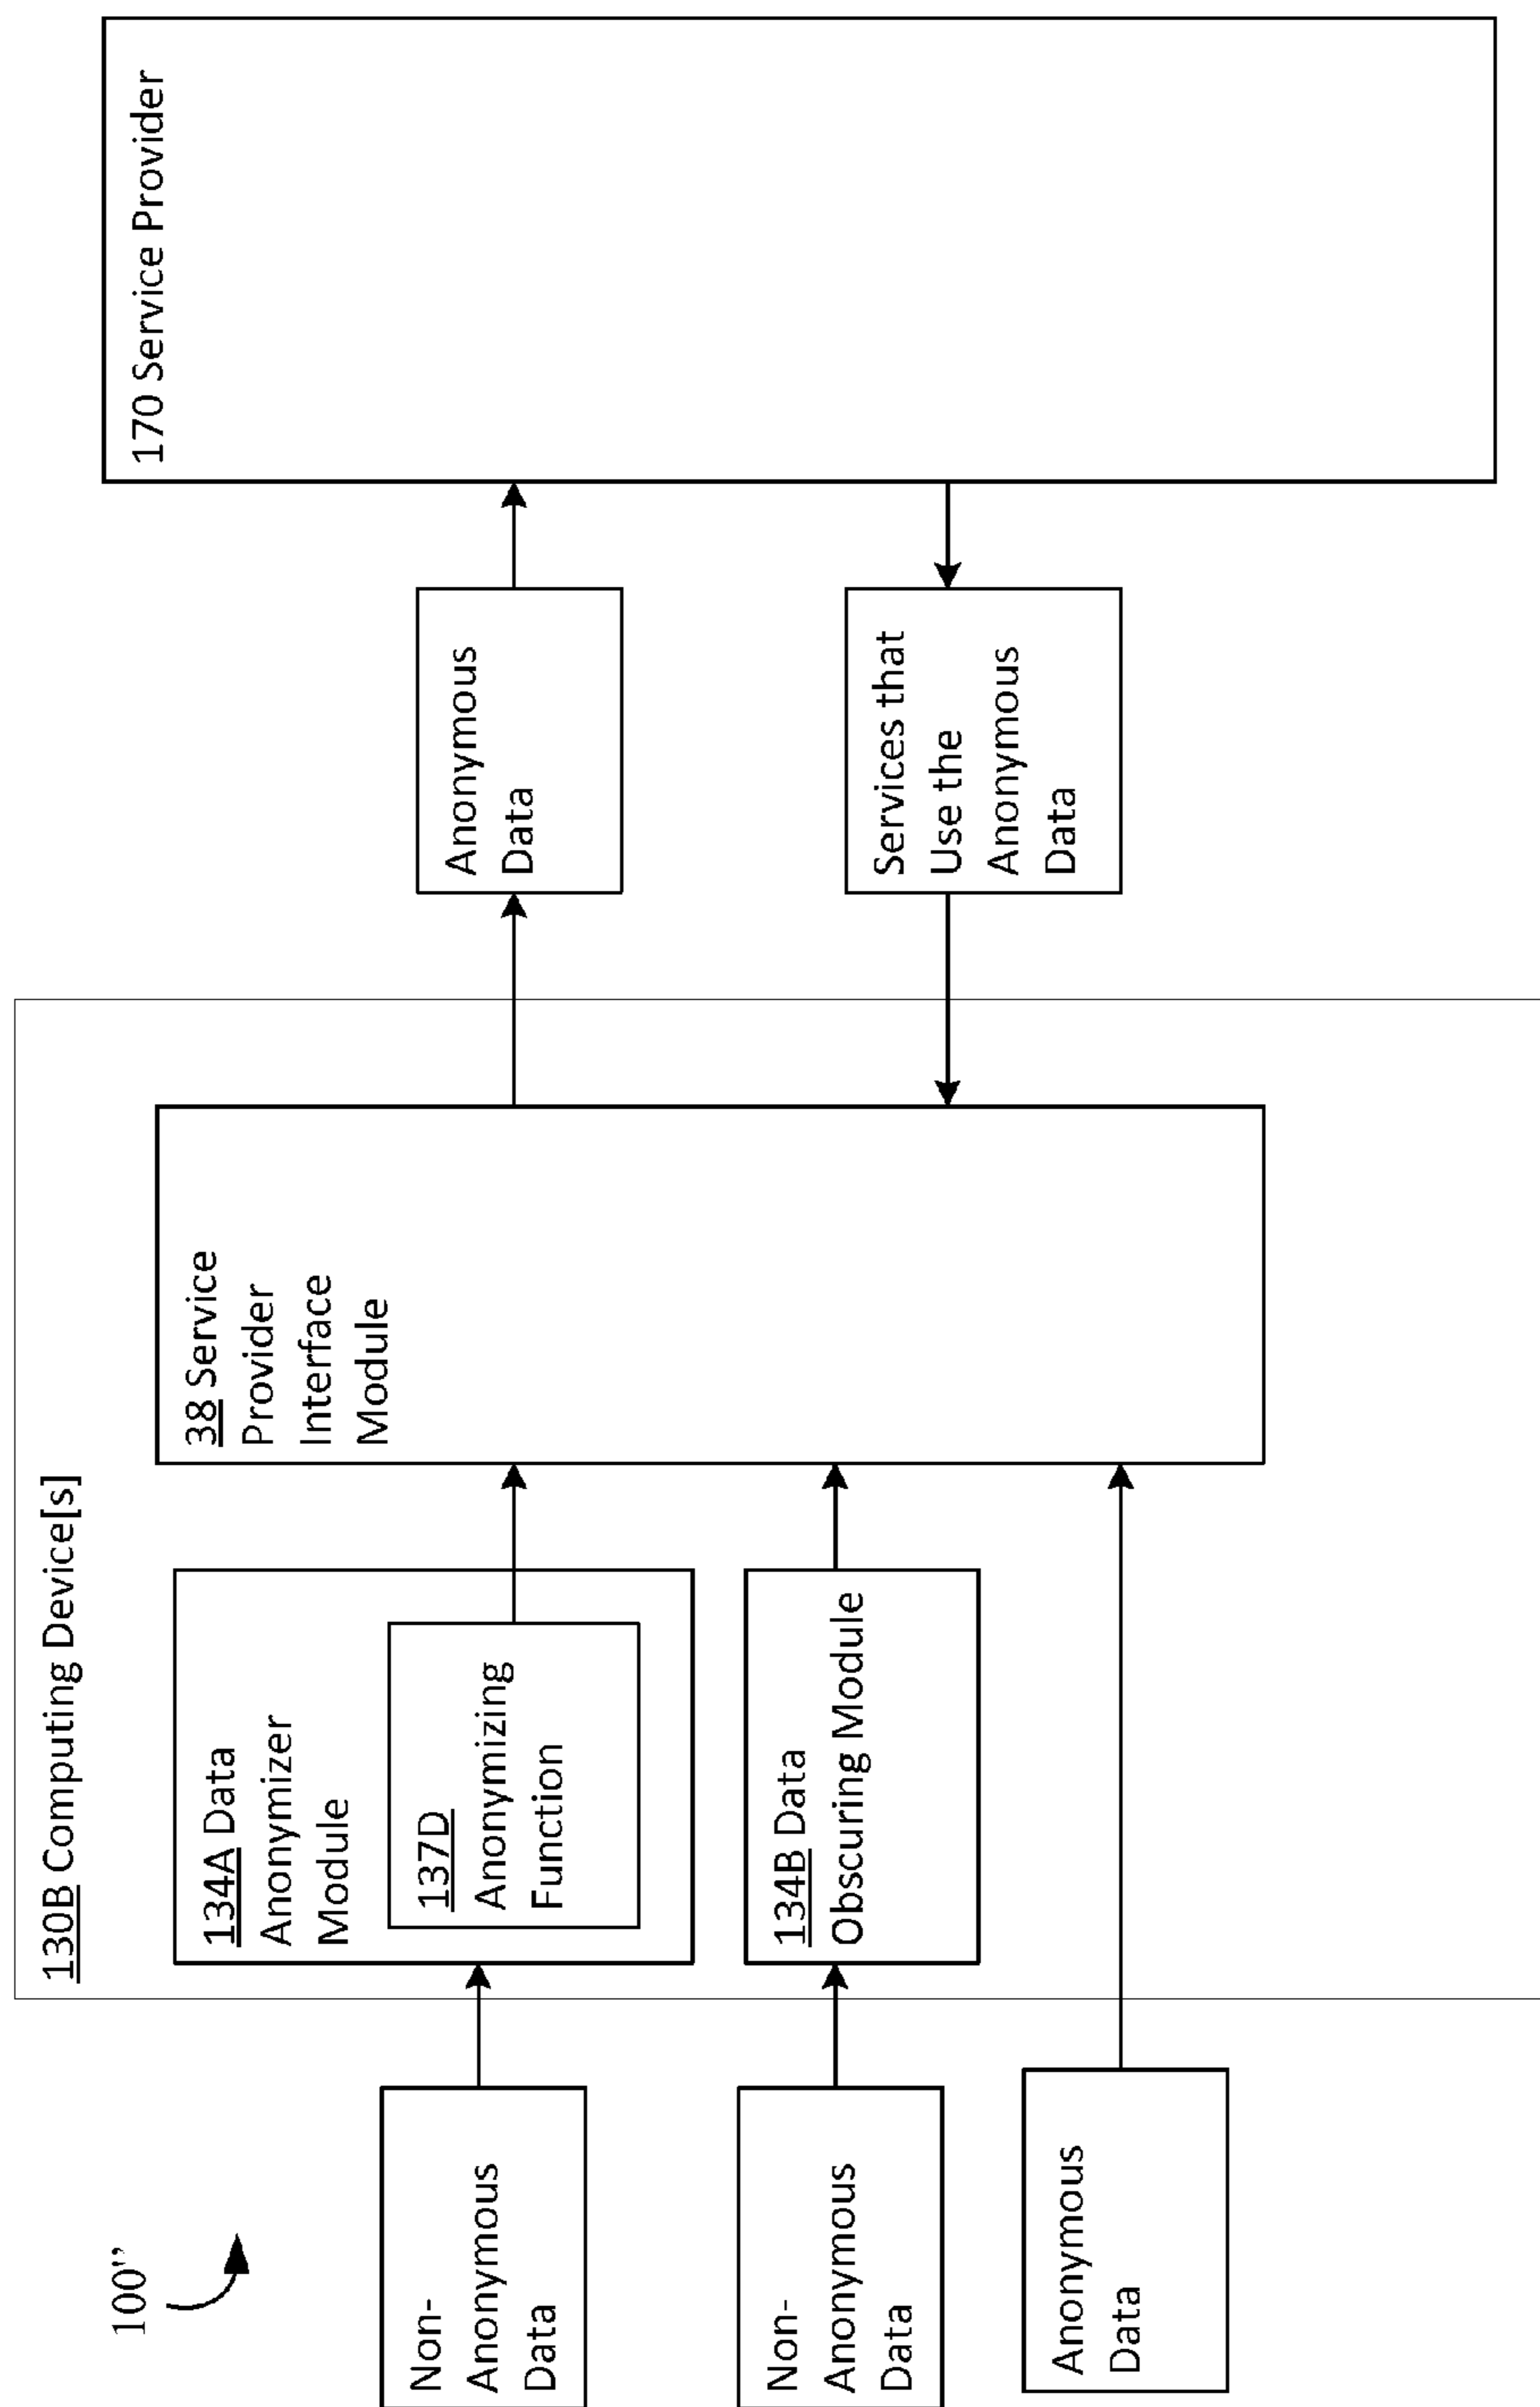 100"
130B Computing Device[s]
170 Service Provider
Non-
Anonymous
Data
134A Data
Anonymizer
Module
137D
Anonymizing
Function
38 Service
Provider
Interface
Module
Anonymous
Data
Non-
Anonymous
Data
134B Data
Obscuring Module
Services that
Use the
Anonymous
Data
Anonymous
Data